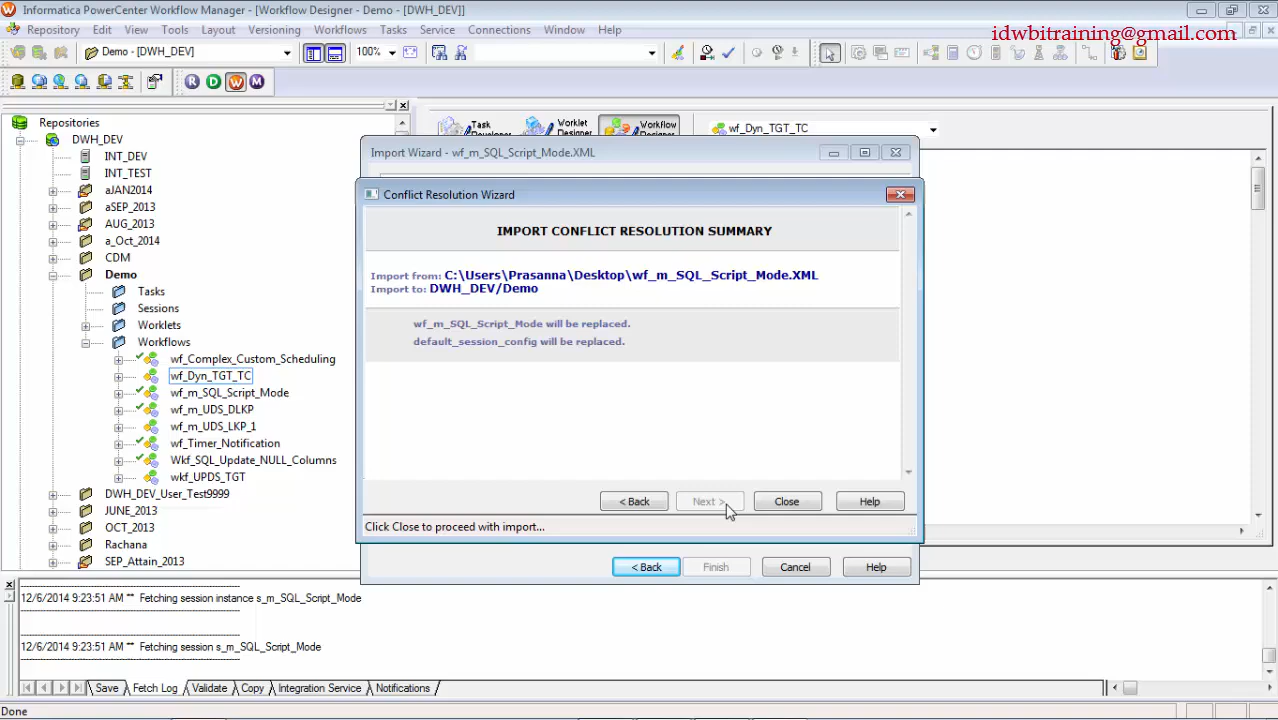 Informatica PowerCenter Workflow Manager - [Workflow Designer - Demo - [DWH_DEV]]
idwbitraining@gmail.com
Repository Edit View Tools Layout Versioning Workflows Tasks Service Connections Window Help
Demo - [DWH_DEV]
100%
R D W M
Repositories
DWH_DEV
INT_DEV
INT_TEST
aJAN2014
aSEP_2013
AUG_2013
a_Oct_2014
CDM
Demo
Tasks
Sessions
Worklets
Workflows
wf_Complex_Custom_Scheduling
wf_Dyn_TGT_TC
wf_m_SQL_Script_Mode
wf_m_UDS_DLKP
wf_m_UDS_LKP_1
wf_Timer_Notification
Wkf_SQL_Update_NULL_Columns
wkf_UPDS_TGT
DWH_DEV_User_Test9999
JUNE_2013
OCT_2013
Rachana
SEP_Attain_2013
Task
Worklet
Designer
Workflow
wf_Dyn_TGT_TC
Import Wizard - wf_m_SQL_Script_Mode.XML
Conflict Resolution Wizard
IMPORT CONFLICT RESOLUTION SUMMARY
Import from: C:\Users\Prasanna\Desktop\wf_m_SQL_Script_Mode.XML
Import to: DWH_DEV/Demo
wf_m_SQL_Script_Mode will be replaced.
default_session_config will be replaced.
< Back Next > Close Help
Click Close to proceed with import...
< Back Finish Cancel Help
12/6/2014 9:23:51 AM ** Fetching session instance s_m_SQL_Script_Mode
12/6/2014 9:23:51 AM ** Fetching session s_m_SQL_Script_Mode
Save Fetch Log Validate Copy Integration Service Notifications
Done